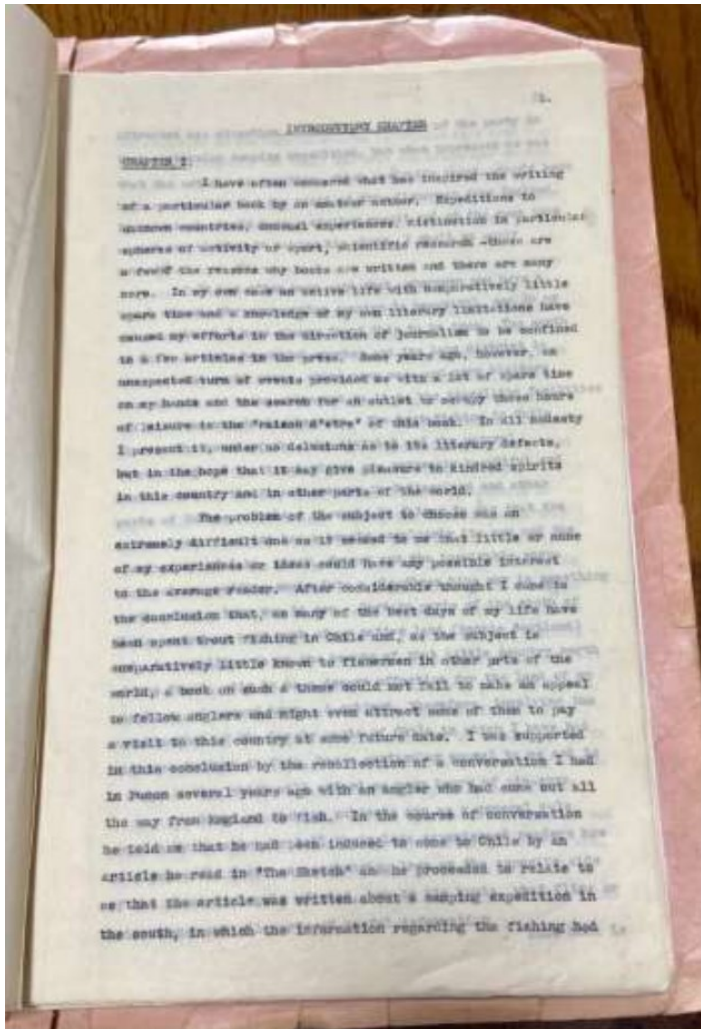 1.
INTRODUCTORY CHAPTER
CHAPTER I
I have often wondered what has inspired the writing
of a particular book by an amateur author. Expeditions to
unknown countries, unusual experiences, distinction in particular
spheres of activity or sport, scientific research -these are
a few of the reasons why books are written and there are many
more. In my own case an active life with comparatively little
spare time and a knowledge of my own literary limitations have
caused my efforts in the direction of journalism to be confined
to a few articles in the press. Some years ago, however, an
unexpected turn of events provided me with a lot of spare time
on my hands and the search for an outlet to occupy these hours
of leisure is the "raison d'etre" of this book. In all modesty
I present it, under no delusions as to its literary defects,
but in the hope that it may give pleasure to kindred spirits
in this country and in other parts of the world.
The problem of the subject to choose was an
extremely difficult one as it seemed to me that little or none
of my experiences or ideas could have any possible interest
to the average reader. After considerable thought I came to
the conclusion that, as many of the best days of my life have
been spent trout fishing in Chile and, as the subject is
comparatively little known to fishermen in other prts of the
world, a book on such a theme could not fail to make an appeal
to fellow anglers and might even attract some of them to pay
a visit to this country at some future date. I was supported
in this conclusion by the recollection of a conversation I had
in Pucon several years ago with an angler who had come out all
the way from England to fish. In the course of conversation
he told me that he had been induced to come to Chile by an
article he read in "The Sketch" and he proceeded to relate to
me that the article was written about a camping expedition in
the south, in which the information regarding the fishing had